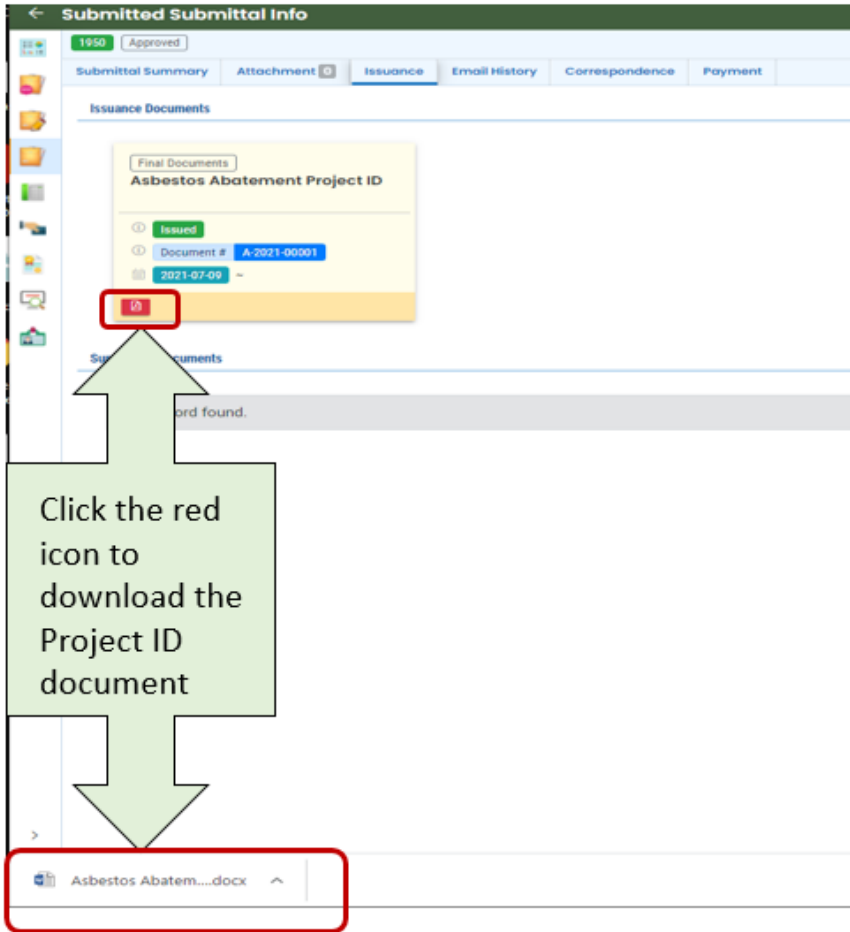 Submitted Submittal Info
1950 Approved
Submittal Summary Attachment 0 Issuance Email History Correspondence Payment
Issuance Documents
Final Documents
Asbestos Abatement Project ID
Issued
Document # A-2021-00001
2021-07-09 ~
cuments
ord found.
Click the red
icon to
download the
Project ID
document
Asbestos Abatem....docx